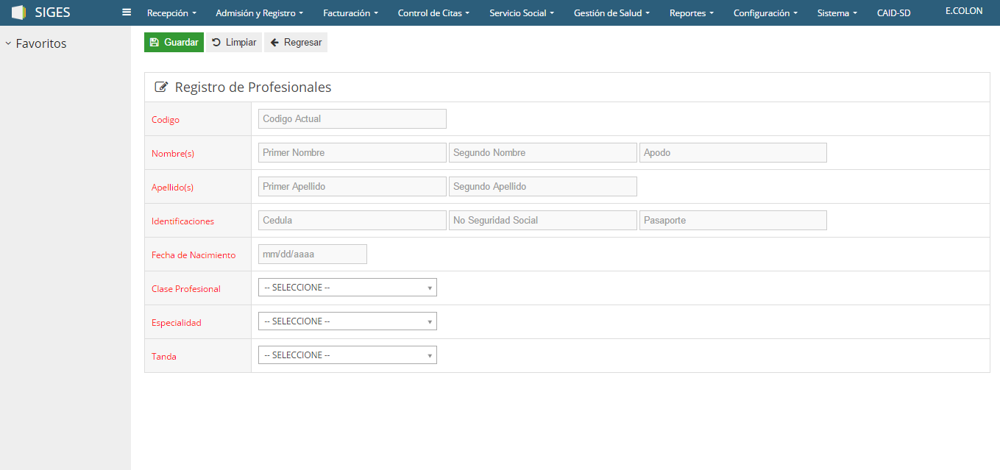 SIGES Recepción Admisión y Registro Facturación Control de Citas Servicio Social Gestión de Salud Reportes Configuración Sistema CAID-SD E.COLON
Favoritos
Guardar Limpiar Regresar
Registro de Profesionales
Codigo Codigo Actual
Nombre(s) Primer Nombre Segundo Nombre Apodo
Apellido(s) Primer Apellido Segundo Apellido
Identificaciones Cedula No Seguridad Social Pasaporte
Fecha de Nacimiento mm/dd/aaaa
Clase Profesional -- SELECCIONE --
Especialidad -- SELECCIONE --
Tanda -- SELECCIONE --